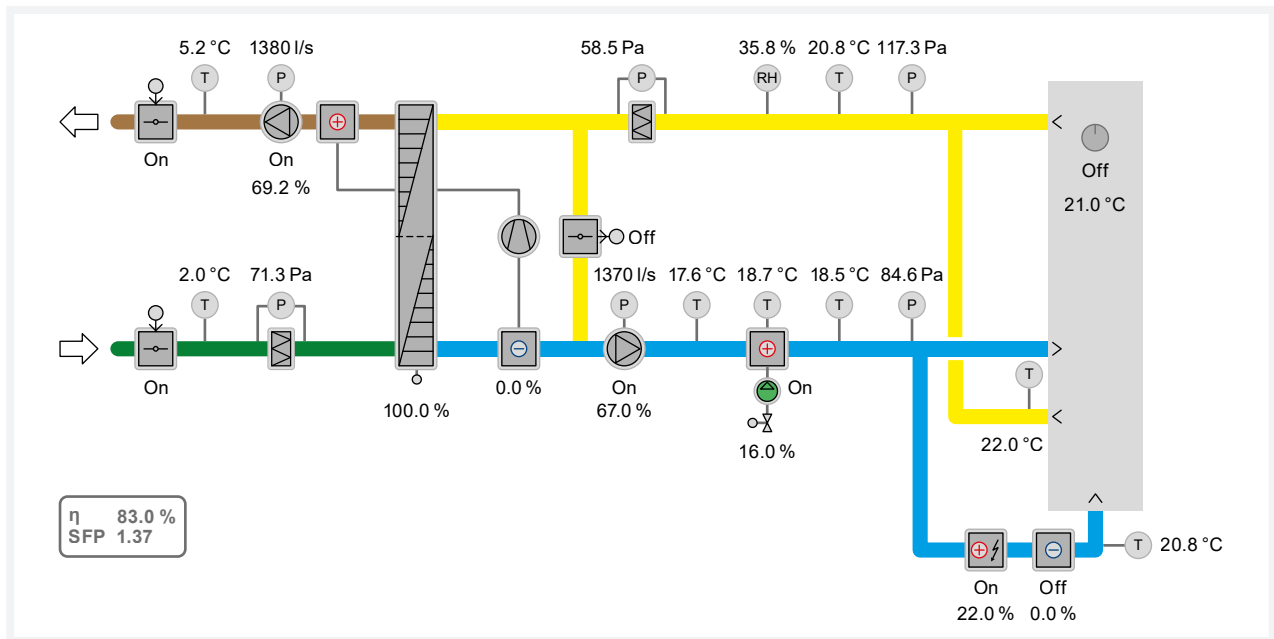 5.2 °C 1380 l/s 58.5 Pa 35.8 % 20.8 °C 117.3 Pa
T P P RH T P
On On Off
69.2 % 21.0 °C
Off
2.0 °C 71.3 Pa 1370 l/s 17.6 °C 18.7 °C 18.5 °C 84.6 Pa
T P P T T T P
T
On 0.0 % On On
100.0 % 67.0 %
22.0 °C
16.0 %
η 83.0 %
SFP 1.37
T 20.8 °C
On Off
22.0 % 0.0 %